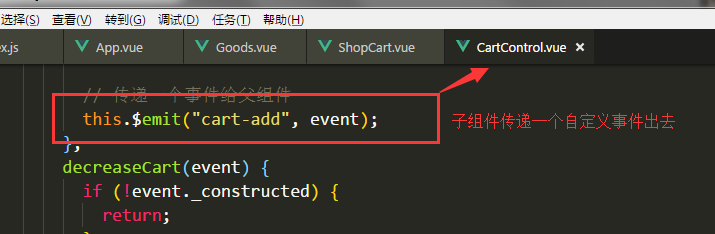 选择(S) 查看(V) 转到(G) 调试(D) 任务(T) 帮助(H)
ex.js App.vue Goods.vue ShopCart.vue CartControl.vue ×
// 传递一个事件给父组件
this.$emit("cart-add", event);
子组件传递一个自定义事件出去
},
decreaseCart(event) {
if (!event._constructed) {
return;